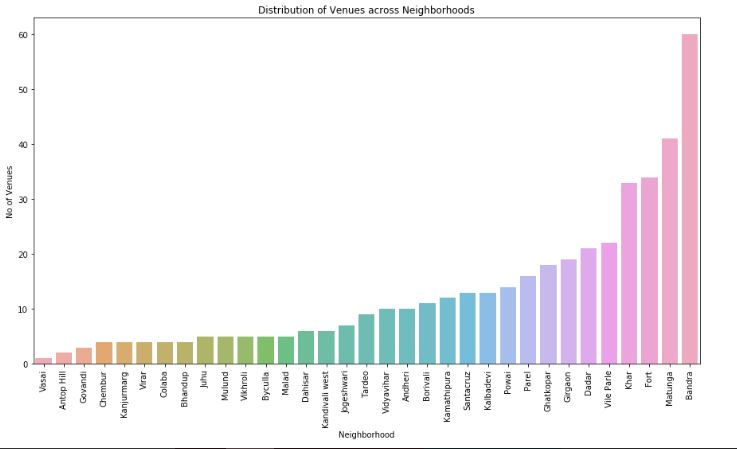 Distribution of Venues across Neighborhoods
60
50
40
30
20
10
0
No of Venues
Vasai
Antop Hill
Govandi
Chembur
Kanjurmarg
Virar
Colaba
Bhandup
Juhu
Mulund
Vikhroli
Byculla
Malad
Dahisar
Kandivali west
Jogeshwari
Tardeo
Vidyavihar
Andheri
Borivali
Kamathipura
Santacruz
Kalbadevi
Powai
Parel
Ghatkopar
Girgaon
Dadar
Vile Parle
Khar
Fort
Matunga
Bandra
Neighborhood